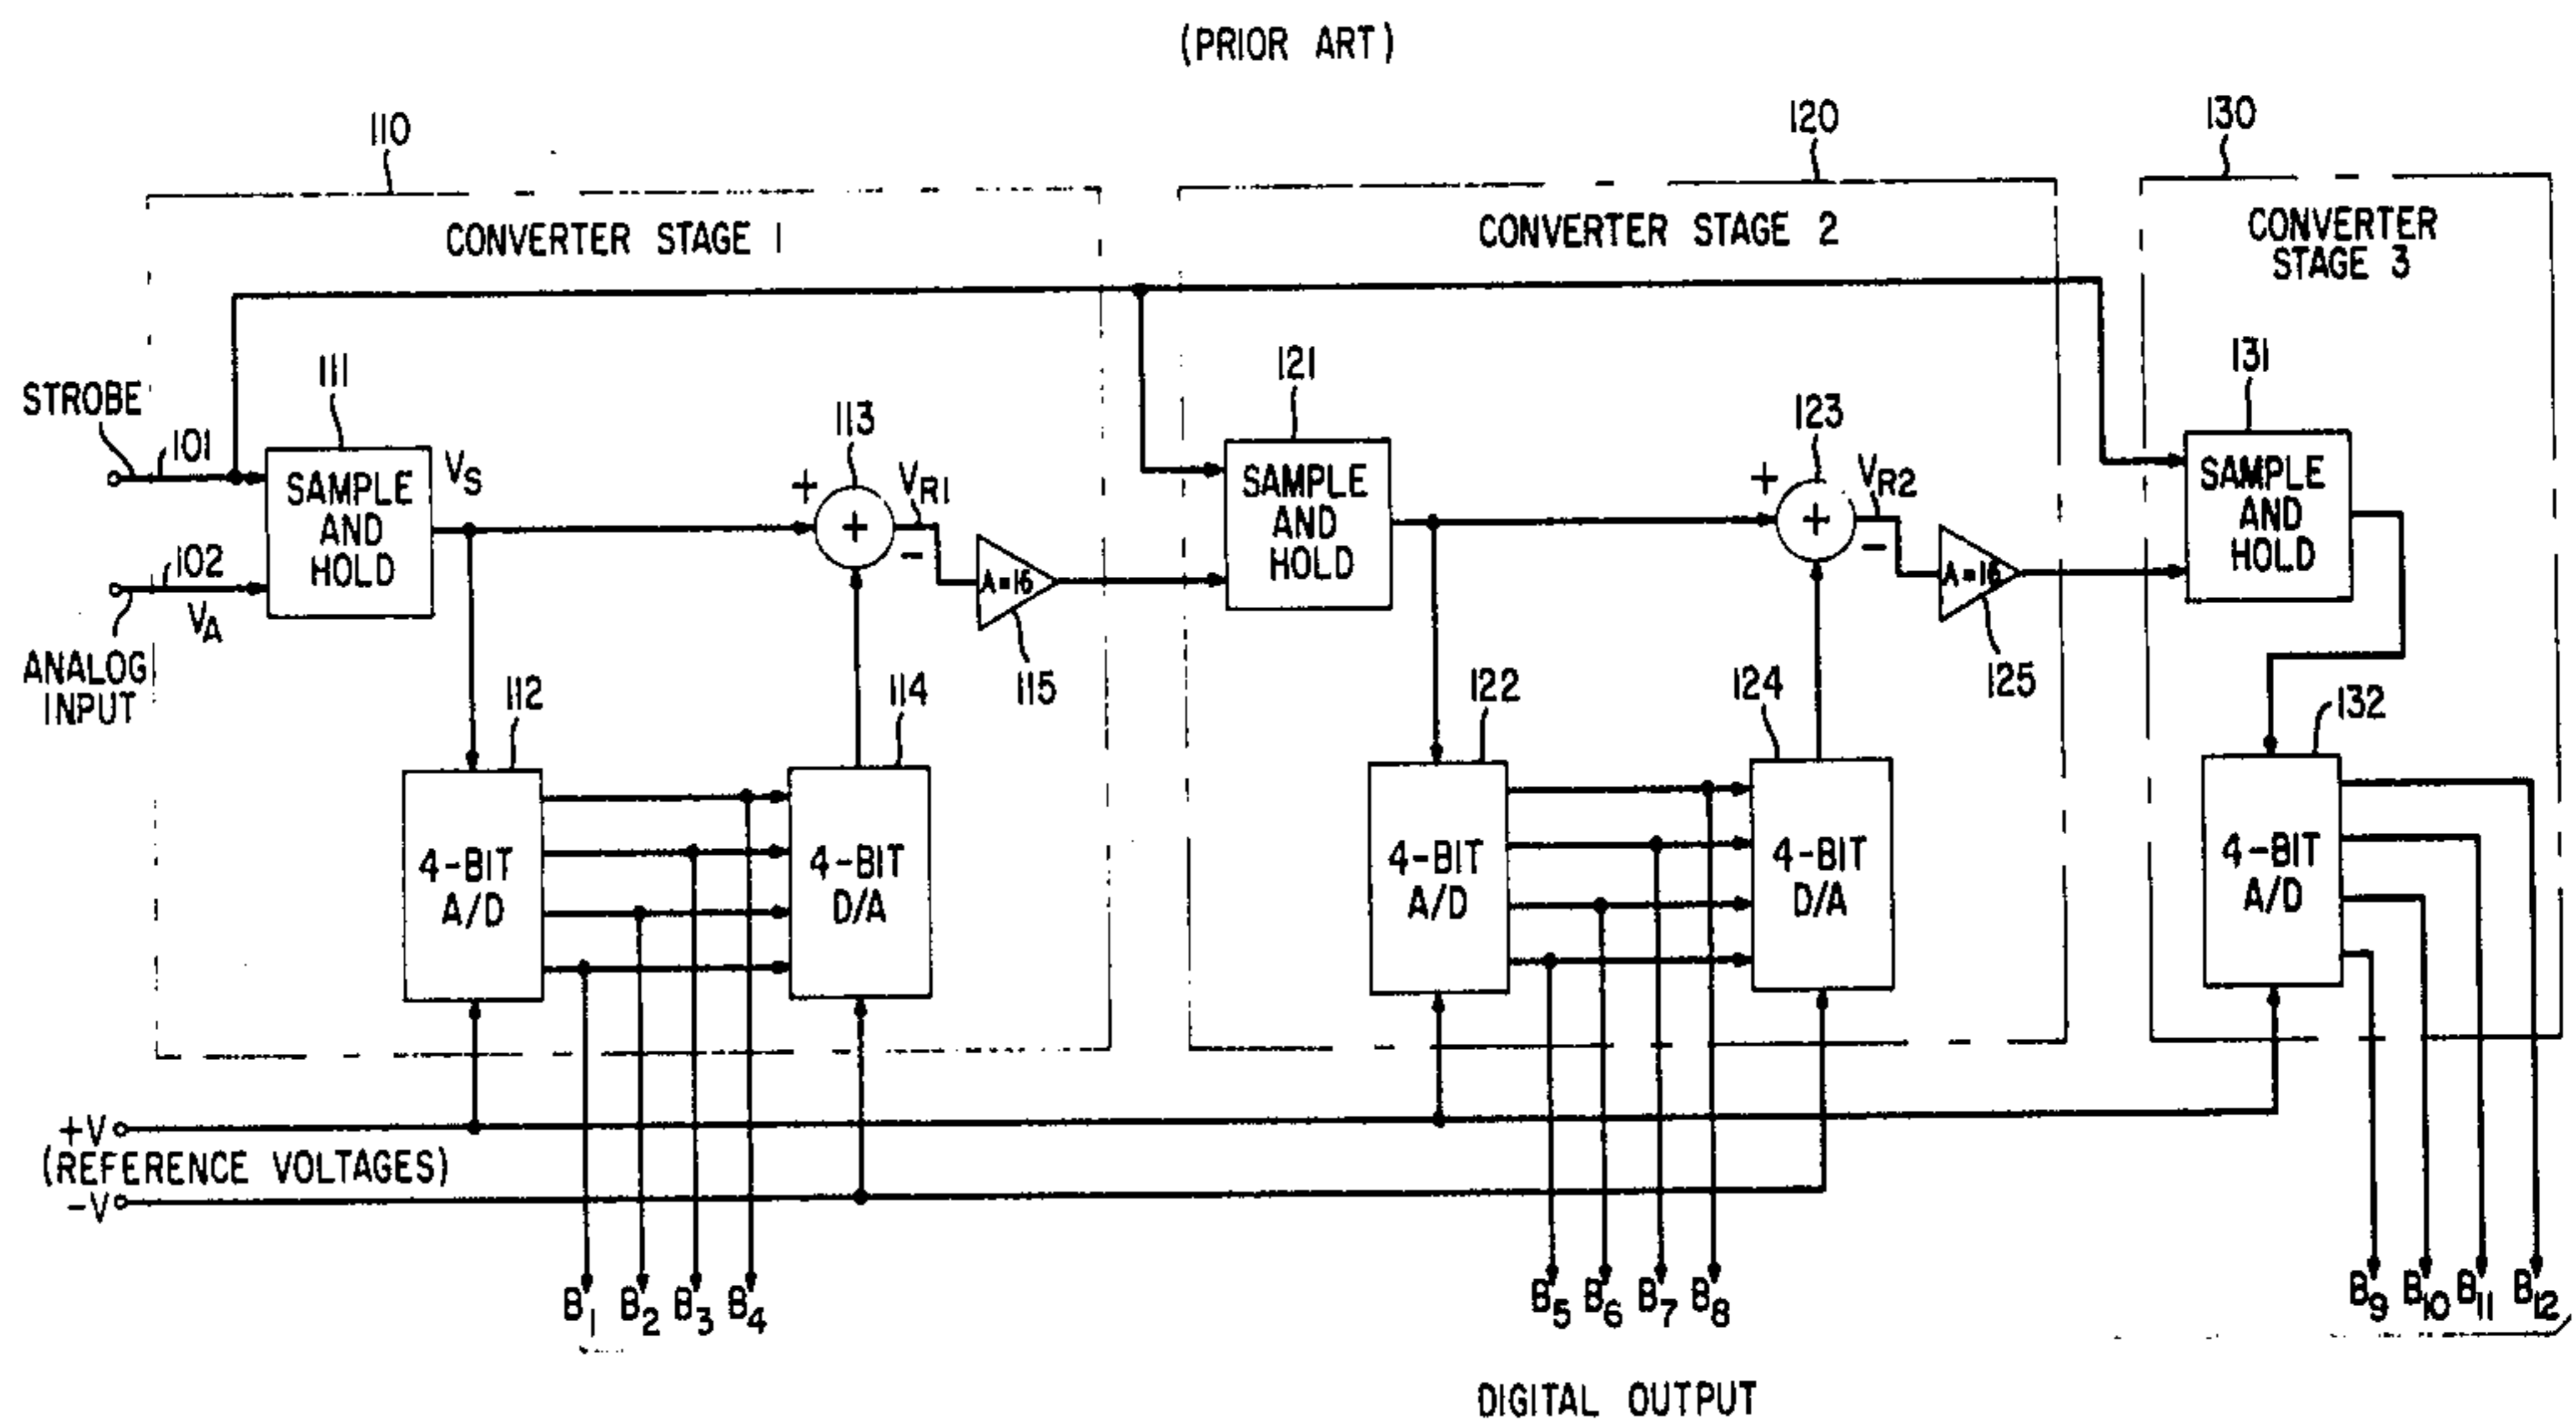 (PRIOR ART)
110
120
130
CONVERTER STAGE 1
CONVERTER STAGE 2
CONVERTER
STAGE 3
STROBE
101
111
SAMPLE
AND
HOLD
VS
102
VA
ANALOG
INPUT
113
+
+
−
VR1
A=16
115
112
4-BIT
A/D
114
4-BIT
D/A
121
SAMPLE
AND
HOLD
123
+
+
−
VR2
A=16
125
122
4-BIT
A/D
124
4-BIT
D/A
131
SAMPLE
AND
HOLD
132
4-BIT
A/D
+V
(REFERENCE VOLTAGES)
−V
B1 B2 B3 B4
B5 B6 B7 B8
B9 B10 B11 B12
DIGITAL OUTPUT